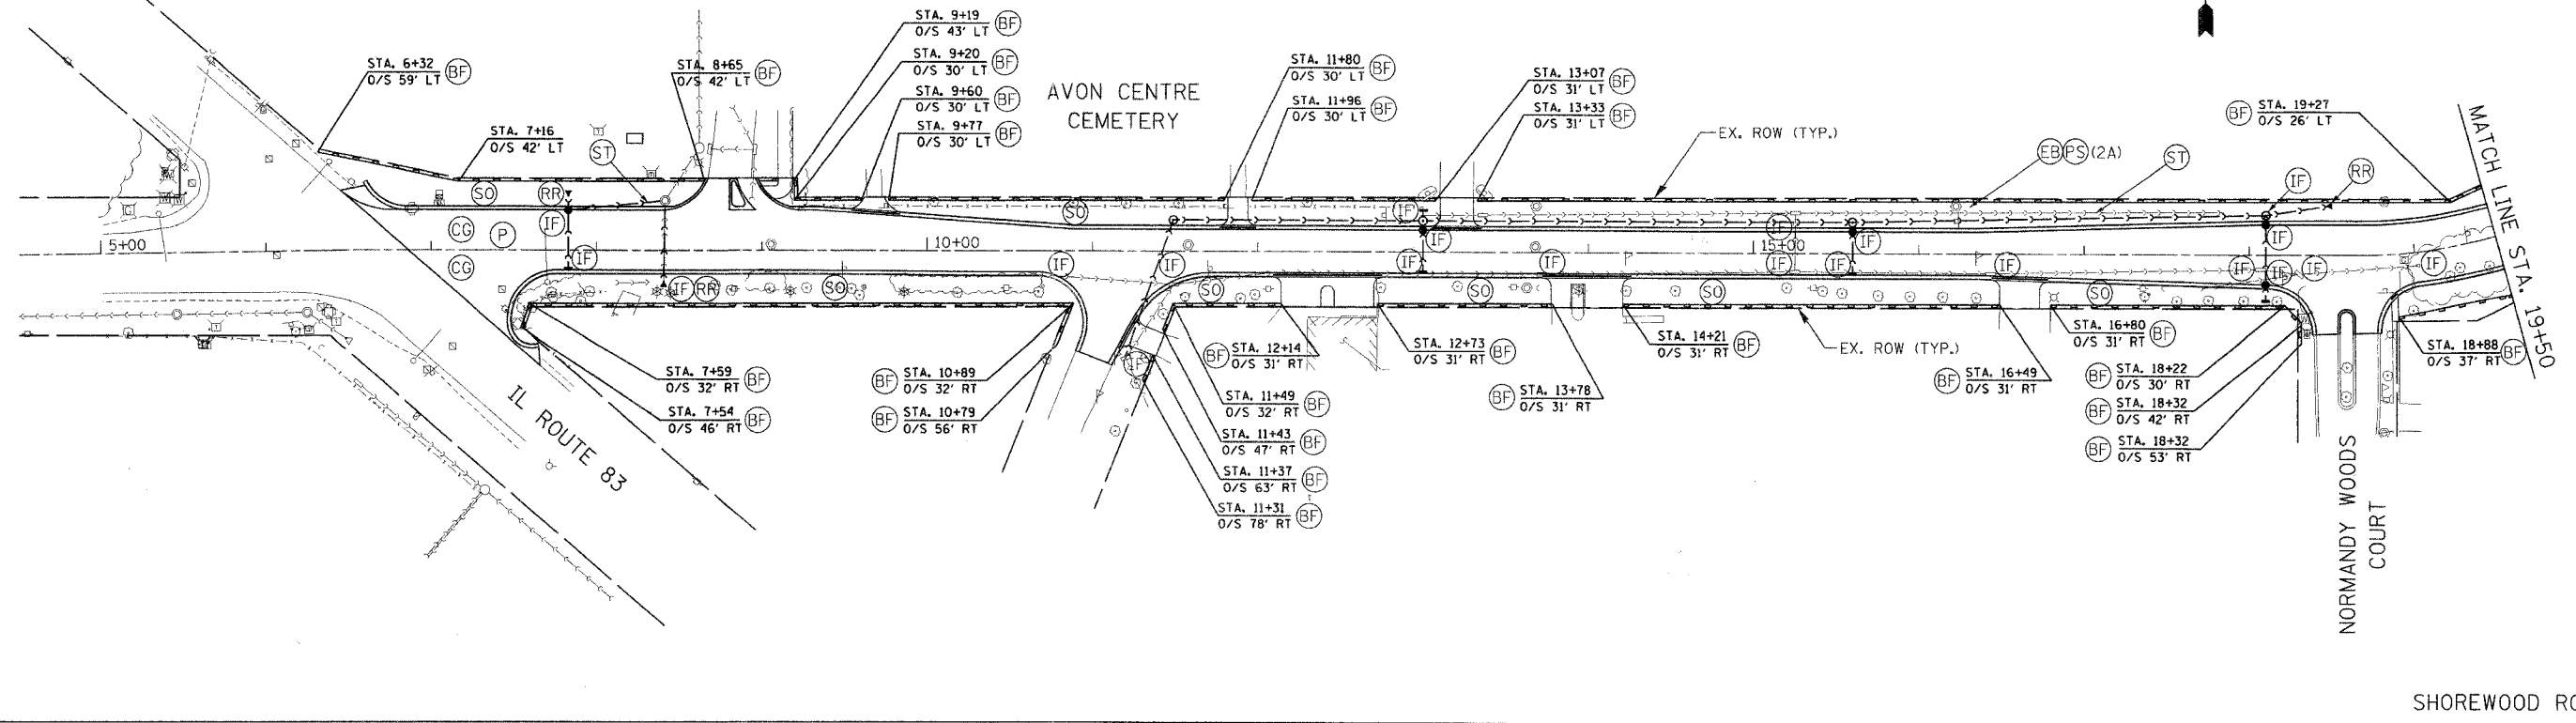 STA. 9+19
O/S 43' LT BF
STA. 9+20
O/S 30' LT BF
STA. 9+60
O/S 30' LT BF
STA. 9+77
O/S 30' LT BF
STA. 6+32
O/S 59' LT BF
STA. 8+65
O/S 42' LT BF
STA. 7+16
O/S 42' LT
ST
AVON CENTRE
CEMETERY
STA. 11+80
O/S 30' LT BF
STA. 11+96
O/S 30' LT BF
STA. 13+07
O/S 31' LT BF
STA. 13+33
O/S 31' LT BF
EX. ROW (TYP.)
EB PS (2A)
ST
BF STA. 19+27
O/S 26' LT
MATCH LINE STA. 19+50
IF
RR
SO
RR
IF
CG
P
CG
IF
SO
IF
IF
IF
IF
IF
5+00
10+00
15+00
IF
RR
SO
IF
IF
IF
IF
IF
IF
IF
IF
IF
IF
IF
SO
SO
SO
SO
IF
STA. 7+59
O/S 32' RT BF
STA. 7+54
O/S 46' RT BF
IL ROUTE 83
BF STA. 10+89
O/S 32' RT
BF STA. 10+79
O/S 56' RT
BF STA. 12+14
O/S 31' RT
STA. 11+49
O/S 32' RT BF
STA. 11+43
O/S 47' RT BF
STA. 11+37
O/S 63' RT BF
STA. 11+31
O/S 78' RT BF
STA. 12+73
O/S 31' RT BF
BF STA. 13+78
O/S 31' RT
STA. 14+21
O/S 31' RT BF
EX. ROW (TYP.)
BF STA. 16+49
O/S 31' RT
STA. 16+80
O/S 31' RT BF
BF STA. 18+22
O/S 30' RT
BF STA. 18+32
O/S 42' RT
BF STA. 18+32
O/S 53' RT
STA. 18+88
O/S 37' RT BF
NORMANDY WOODS
COURT
SHOREWOOD RO